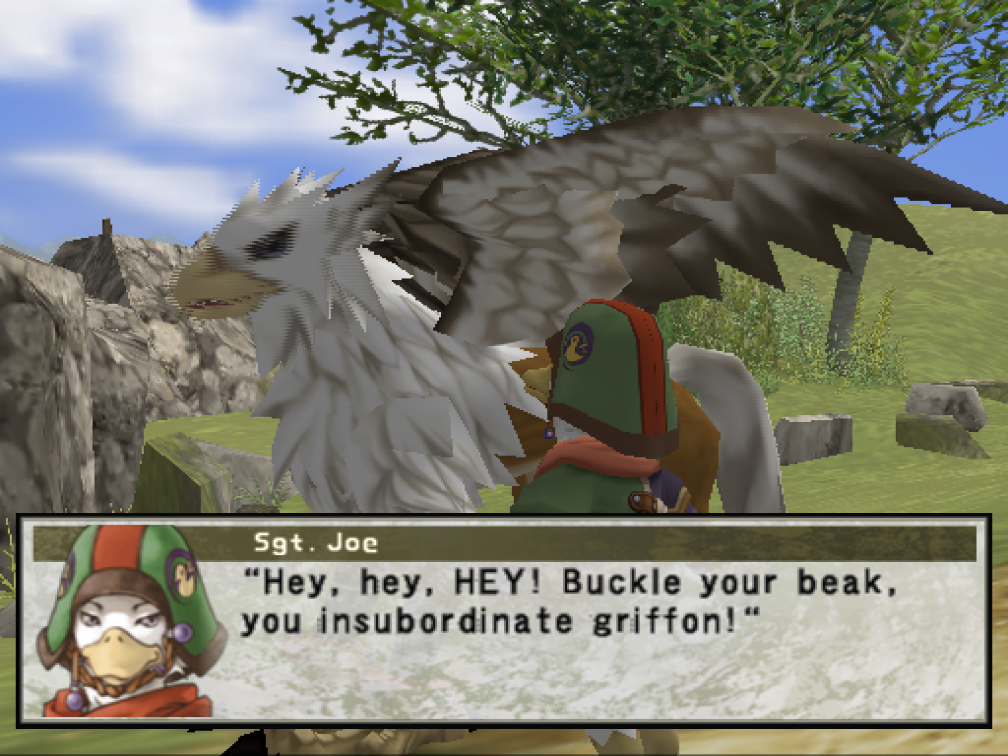 Sgt. Joe
“Hey, hey, HEY! Buckle your beak,
you insubordinate griffon!“